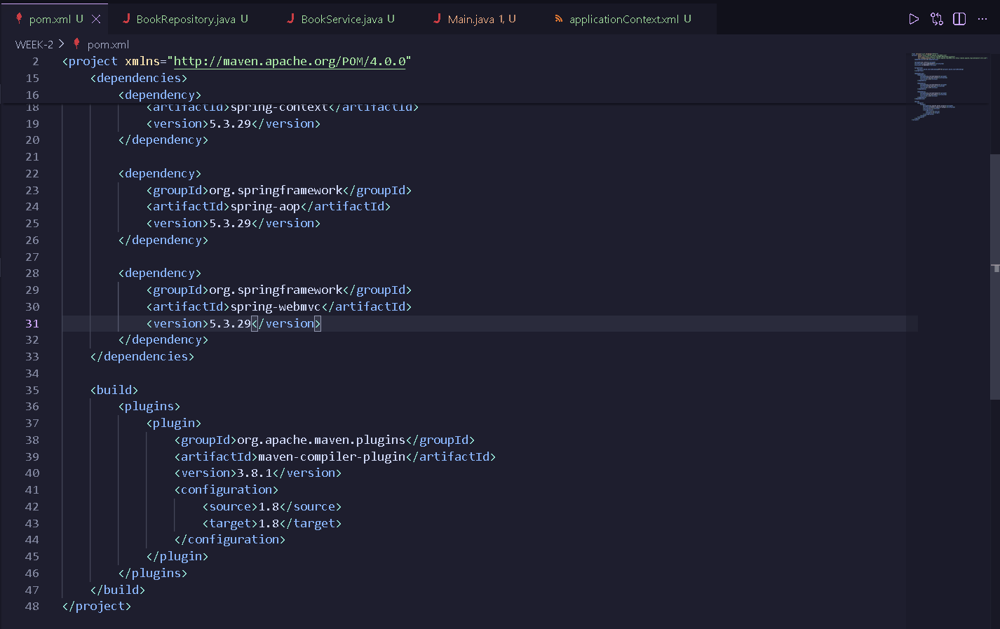 pom.xml U
BookRepository.java U
BookService.java U
Main.java 1, U
applicationContext.xml U
WEEK-2 > pom.xml
2 <project xmlns="http://maven.apache.org/POM/4.0.0"
15 <dependencies>
16 <dependency>
18 <artifactId>spring-context</artifactId>
19 <version>5.3.29</version>
20 </dependency>
21
22 <dependency>
23 <groupId>org.springframework</groupId>
24 <artifactId>spring-aop</artifactId>
25 <version>5.3.29</version>
26 </dependency>
27
28 <dependency>
29 <groupId>org.springframework</groupId>
30 <artifactId>spring-webmvc</artifactId>
31 <version>5.3.29</version>
32 </dependency>
33 </dependencies>
34
35 <build>
36 <plugins>
37 <plugin>
38 <groupId>org.apache.maven.plugins</groupId>
39 <artifactId>maven-compiler-plugin</artifactId>
40 <version>3.8.1</version>
41 <configuration>
42 <source>1.8</source>
43 <target>1.8</target>
44 </configuration>
45 </plugin>
46 </plugins>
47 </build>
48 </project>